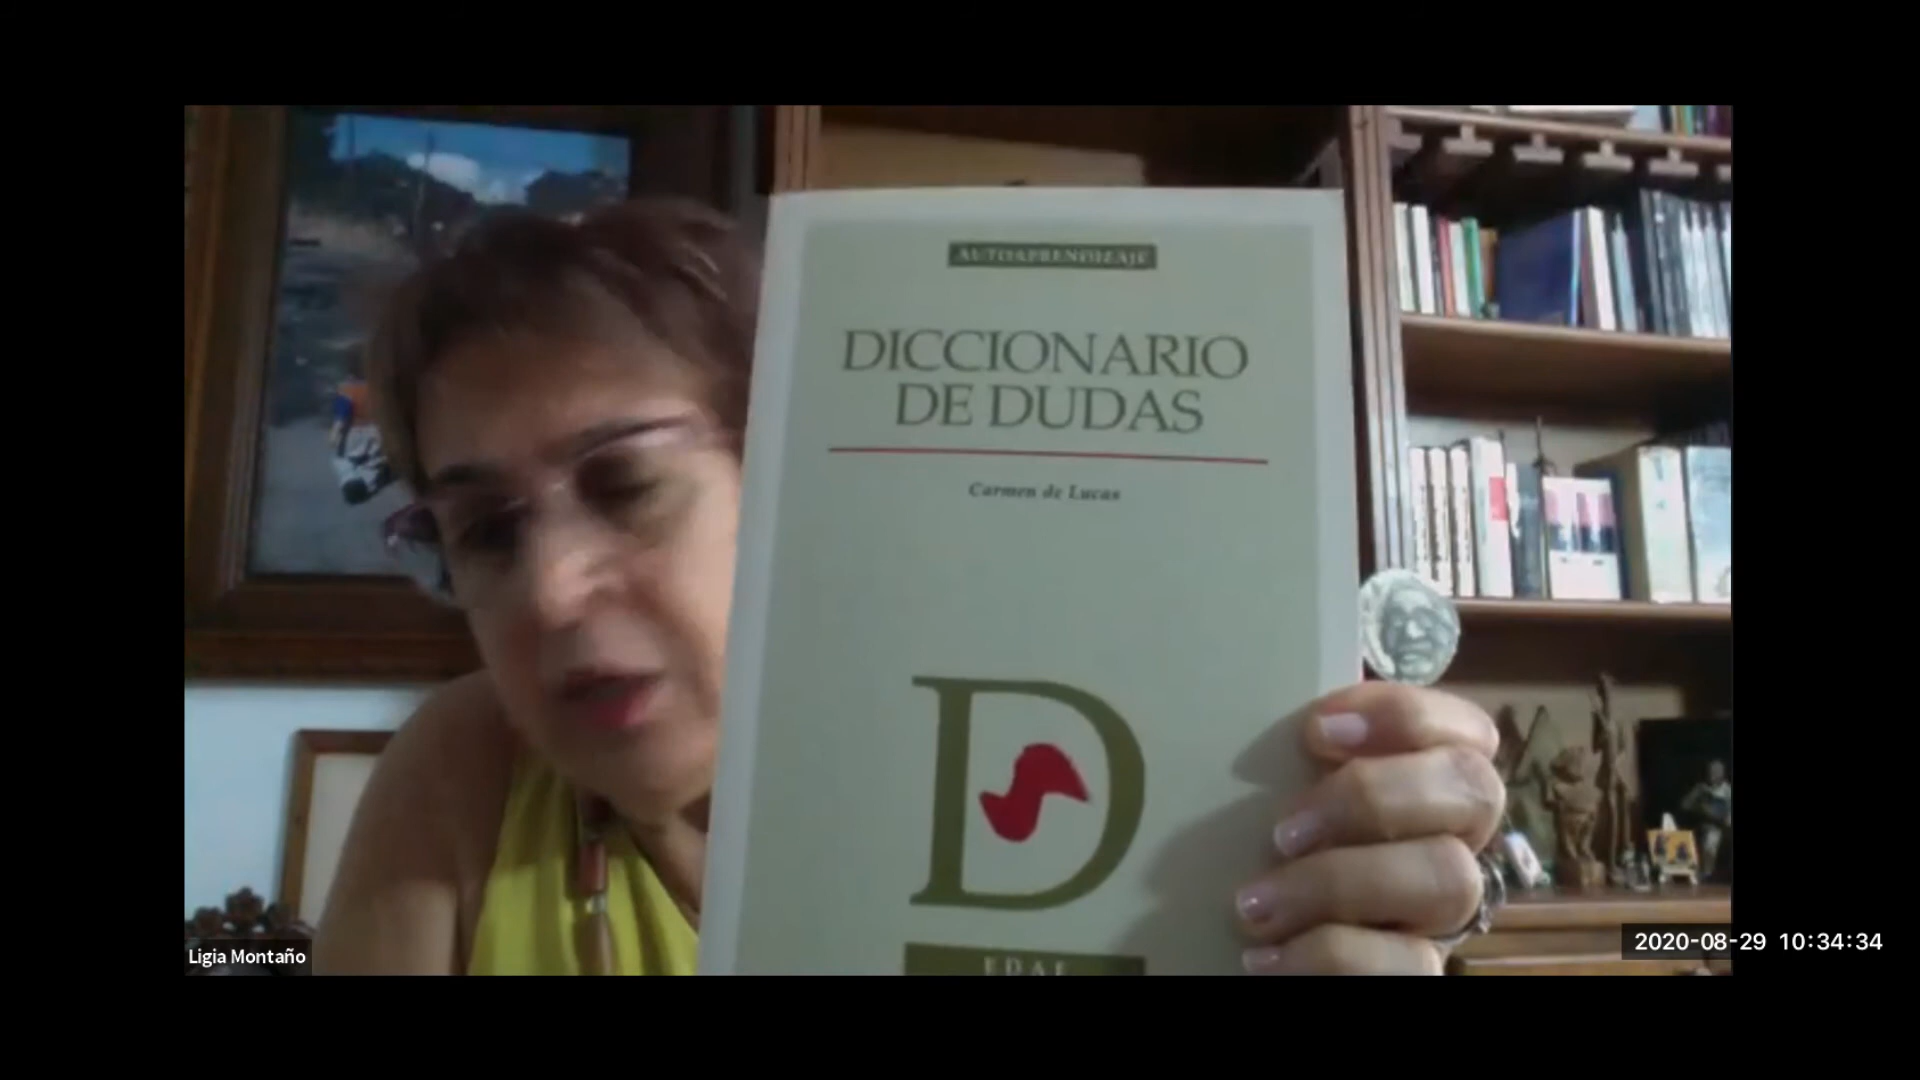 AUTOAPRENDIZAJE
DICCIONARIO
DE DUDAS
Carmen de Lucas
D
EDAF
Ligia Montaño
2020-08-29 10:34:34